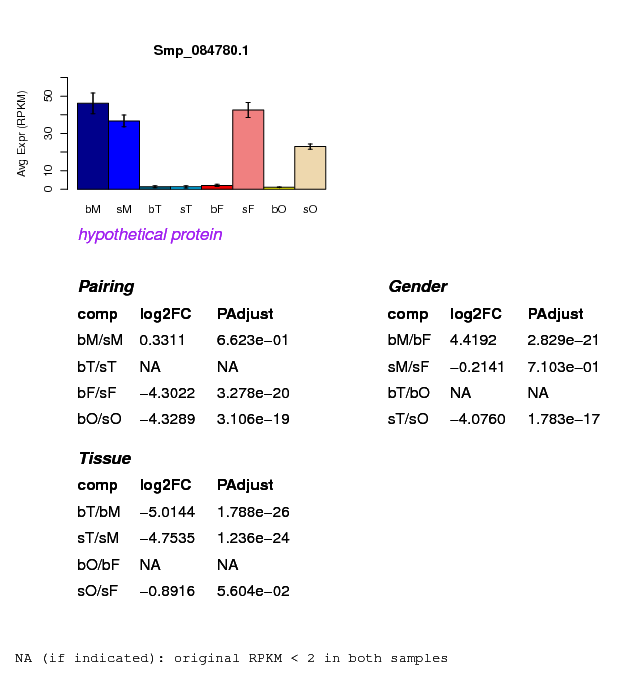 Smp_084780.1
Avg Expr (RPKM)
50
30
10
0
bM sM bT sT bF sF bO sO
hypothetical protein
Pairing
comp log2FC PAdjust
bM/sM 0.3311 6.623e−01
bT/sT NA NA
bF/sF −4.3022 3.278e−20
bO/sO −4.3289 3.106e−19
Gender
comp log2FC PAdjust
bM/bF 4.4192 2.829e−21
sM/sF −0.2141 7.103e−01
bT/bO NA NA
sT/sO −4.0760 1.783e−17
Tissue
comp log2FC PAdjust
bT/bM −5.0144 1.788e−26
sT/sM −4.7535 1.236e−24
bO/bF NA NA
sO/sF −0.8916 5.604e−02
NA (if indicated): original RPKM < 2 in both samples